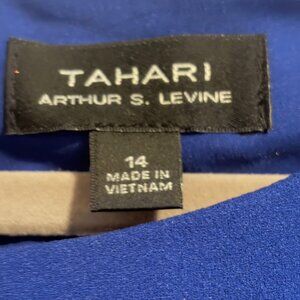 TAHARI
ARTHUR S. LEVINE
14
MADE IN
VIETNAM